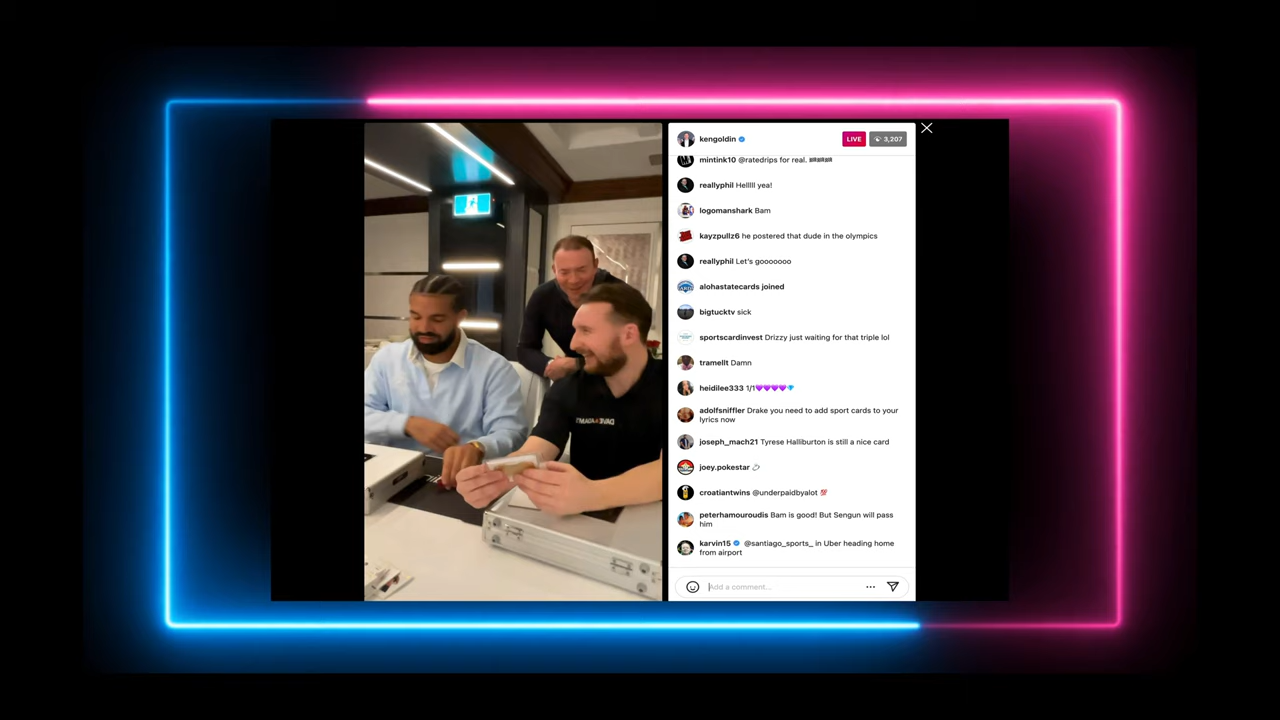 kengoldin
LIVE
3,207
mintink10 @ratedrips for real.
reallyphil Hellll yea!
logomanshark Bam
kayzpullz6 he postered that dude in the olympics
reallyphil Let's gooooooo
alohastatecards joined
bigtucktv sick
sportscardinvest Drizzy just waiting for that triple lol
tramellt Damn
heidilee333 1/1💜💜💜💜💎
adolfsniffler Drake you need to add sport cards to your
lyrics now
joseph_mach21 Tyrese Halliburton is still a nice card
joey.pokestar
croatiantwins @underpaidbyalot 💯
peterhamouroudis Bam is good! But Sengun will pass
him
karvin15 @santiago_sports_ in Uber heading home
from airport
Add a comment...
DAVE & ADAM'S